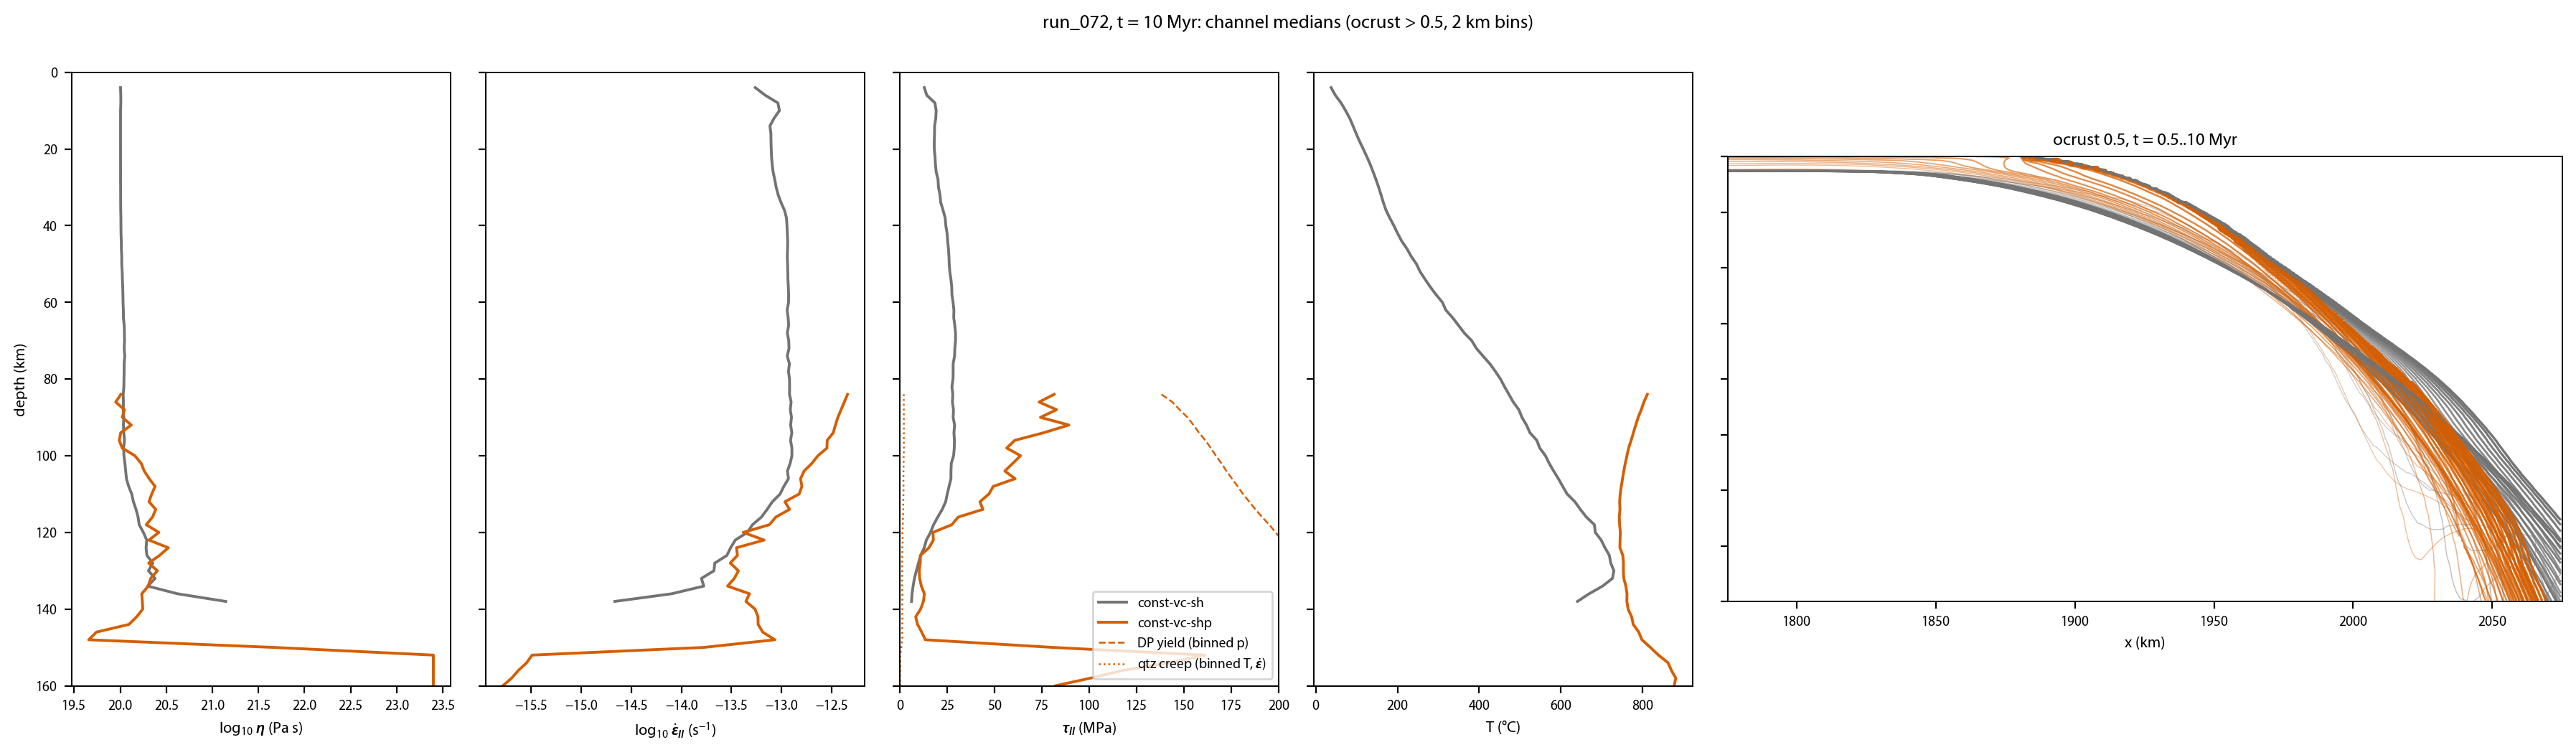 run_072, t = 10 Myr: channel medians (ocrust > 0.5, 2 km bins)
depth (km)
0
20
40
60
80
100
120
140
160
19.5 20.0 20.5 21.0 21.5 22.0 22.5 23.0 23.5
log₁₀ η (Pa s)
−15.5 −15.0 −14.5 −14.0 −13.5 −13.0 −12.5
log₁₀ ε̇_II (s⁻¹)
const-vc-sh
const-vc-shp
DP yield (binned p)
qtz creep (binned T, ε̇)
0 25 50 75 100 125 150 175 200
τ_II (MPa)
0 200 400 600 800
T (°C)
ocrust 0.5, t = 0.5..10 Myr
1800 1850 1900 1950 2000 2050
x (km)